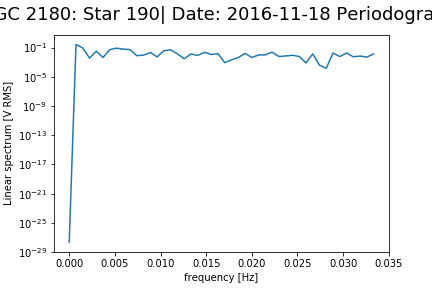 GC 2180: Star 190| Date: 2016-11-18 Periodogra
Linear spectrum [V RMS]
10⁻¹
10⁻⁵
10⁻⁹
10⁻¹³
10⁻¹⁷
10⁻²¹
10⁻²⁵
10⁻²⁹
0.000 0.005 0.010 0.015 0.020 0.025 0.030 0.035
frequency [Hz]